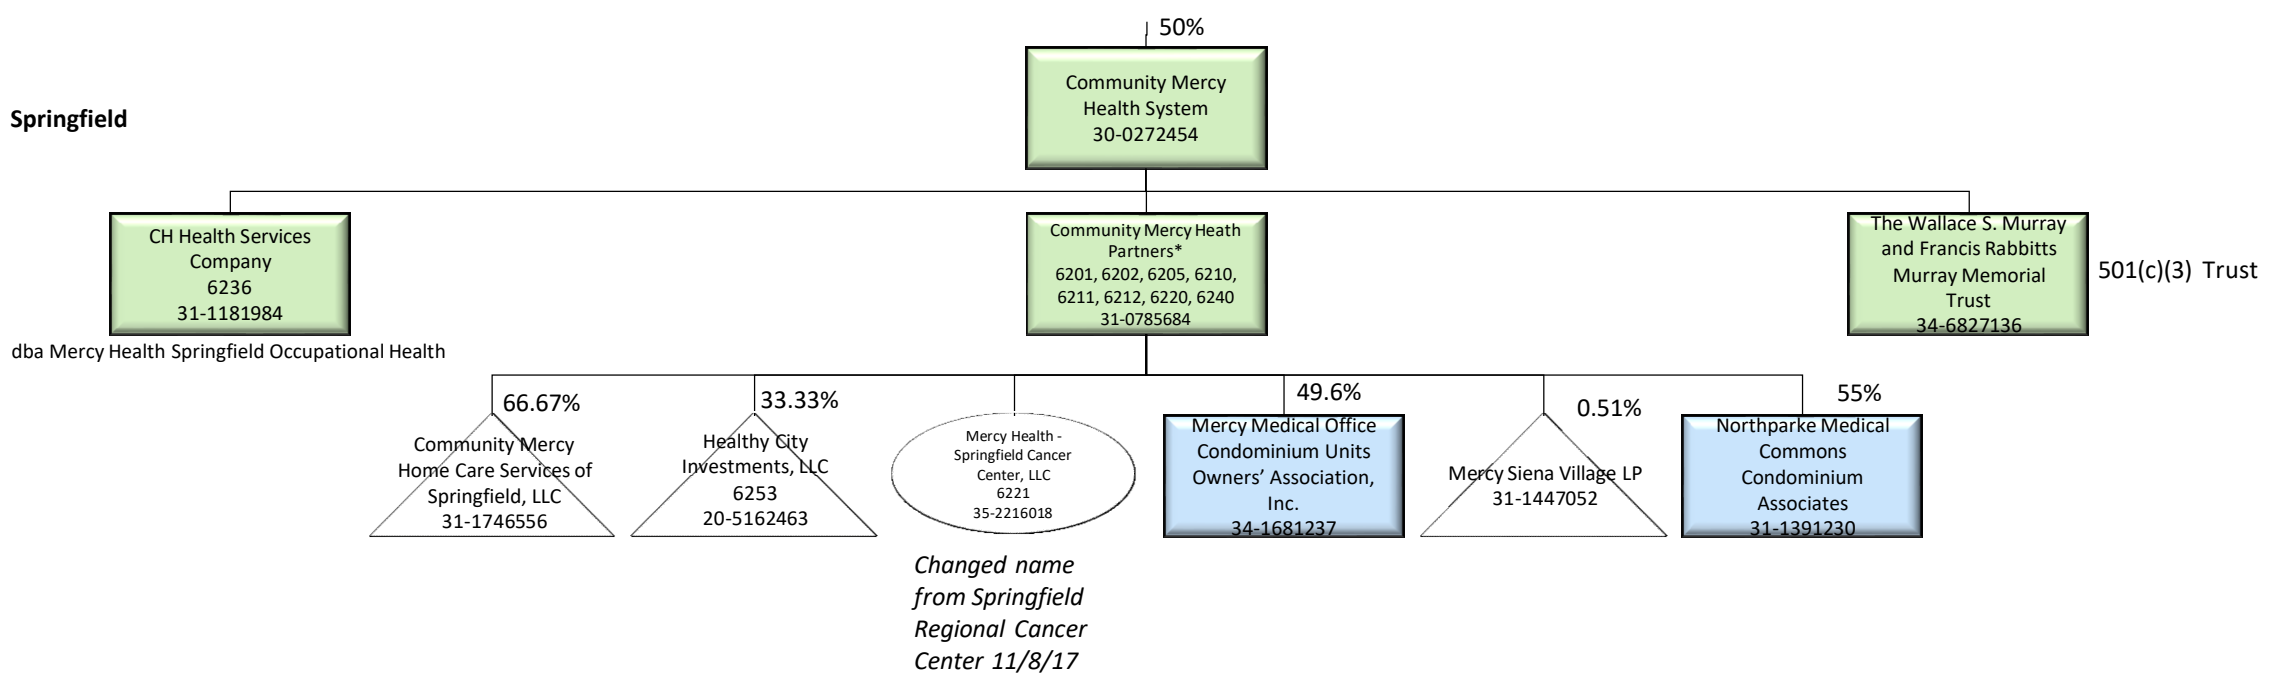 50%
Community Mercy
Health System
30-0272454
Springfield
CH Health Services
Company
6236
31-1181984
dba Mercy Health Springfield Occupational Health
Community Mercy Heath
Partners*
6201, 6202, 6205, 6210,
6211, 6212, 6220, 6240
31-0785684
The Wallace S. Murray
and Francis Rabbitts
Murray Memorial
Trust
34-6827136
501(c)(3) Trust
66.67%
Community Mercy
Home Care Services of
Springfield, LLC
31-1746556
33.33%
Healthy City
Investments, LLC
6253
20-5162463
Mercy Health -
Springfield Cancer
Center, LLC
6221
35-2216018
Changed name
from Springfield
Regional Cancer
Center 11/8/17
49.6%
Mercy Medical Office
Condominium Units
Owners’ Association,
Inc.
34-1681237
0.51%
Mercy Siena Village LP
31-1447052
55%
Northparke Medical
Commons
Condominium
Associates
31-1391230